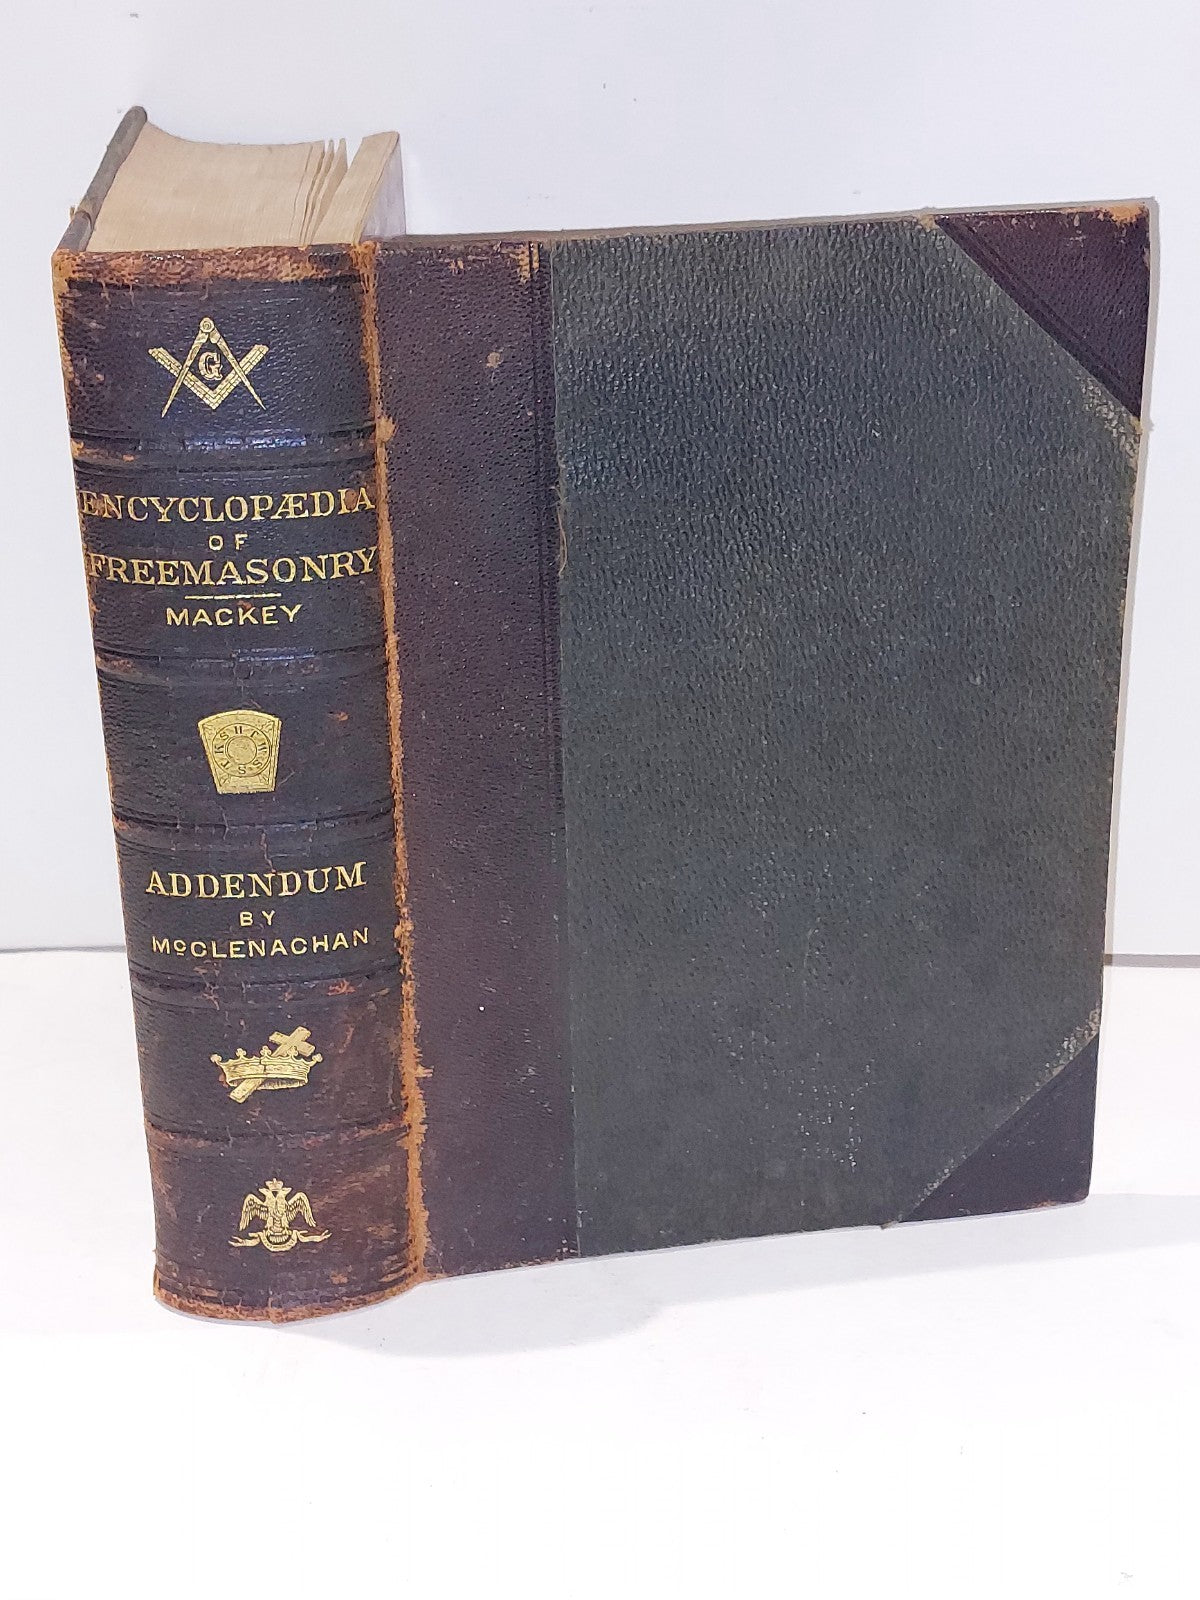 G
ENCYCLOPÆDIA
OF
FREEMASONRY
MACKEY
H T W S S T K S M
ADDENDUM
BY
McCLENACHAN